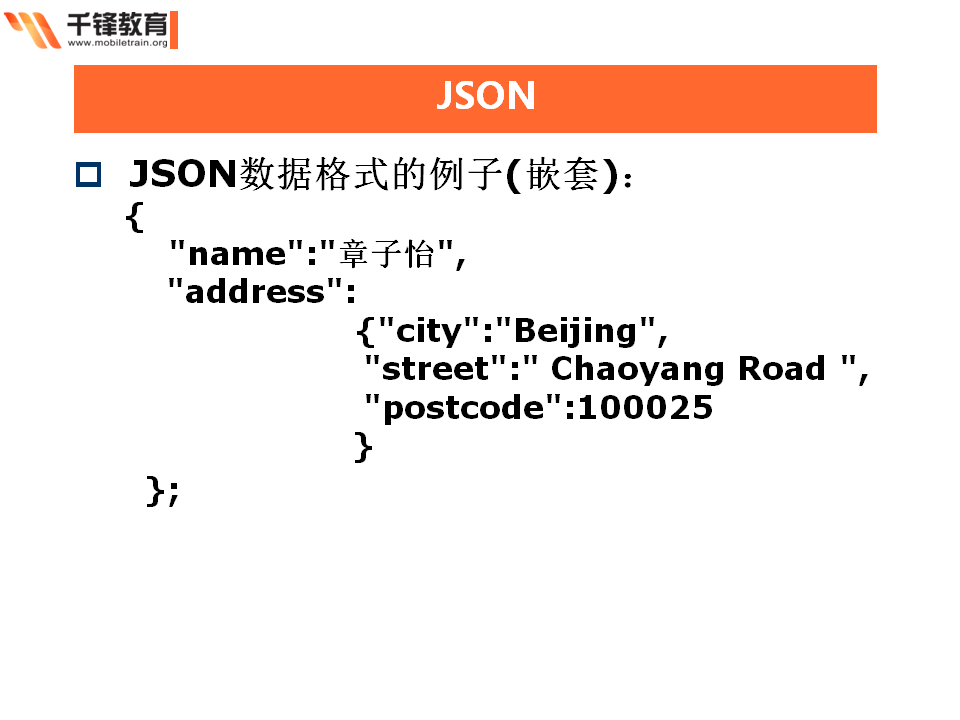 千锋教育
www.mobiletrain.org
JSON
JSON数据格式的例子(嵌套)：
{
"name":"章子怡",
"address":
{"city":"Beijing",
"street":" Chaoyang Road ",
"postcode":100025
}
};